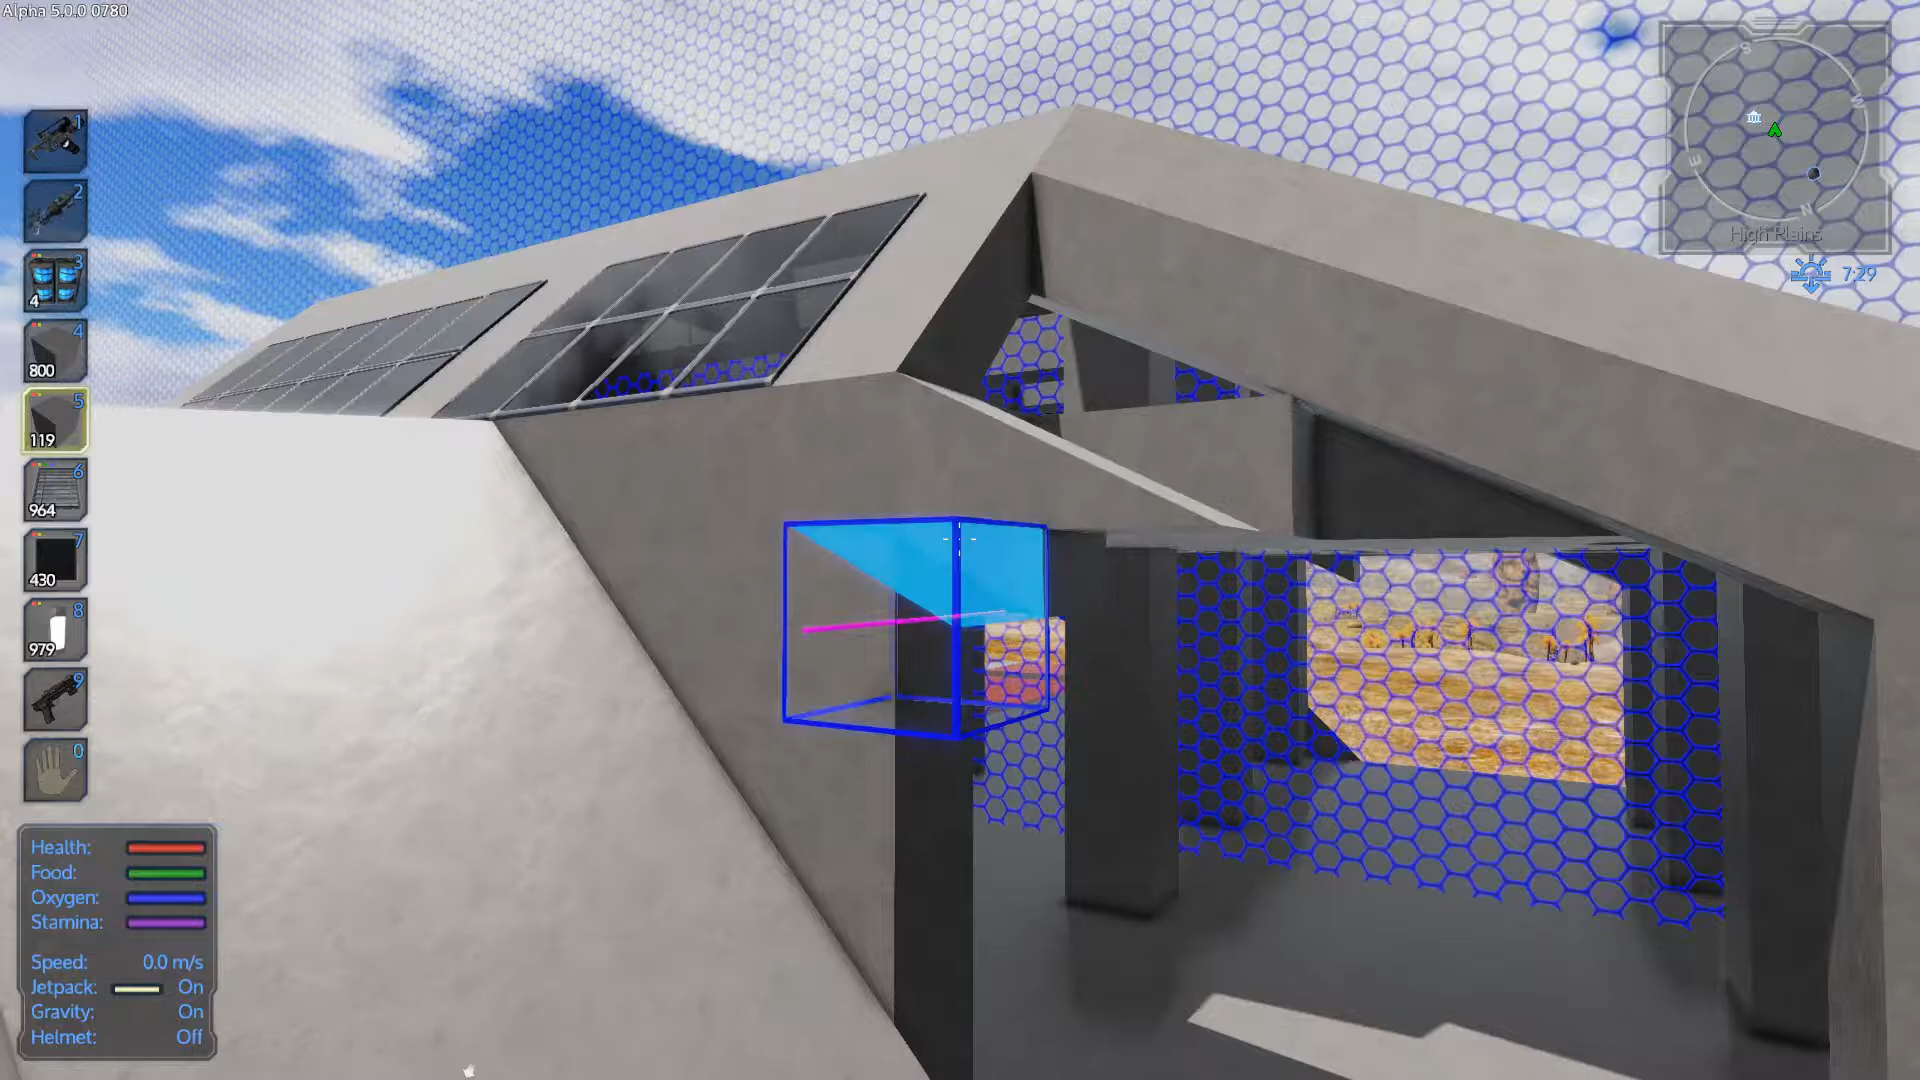 Alpha 5.0.0 0780
S
W
E
N
High Plains
7:29
1
2
3
4
4
800
5
119
6
964
7
430
8
979
9
0
Health:
Food:
Oxygen:
Stamina:
Speed: 0.0 m/s
Jetpack: On
Gravity: On
Helmet: Off